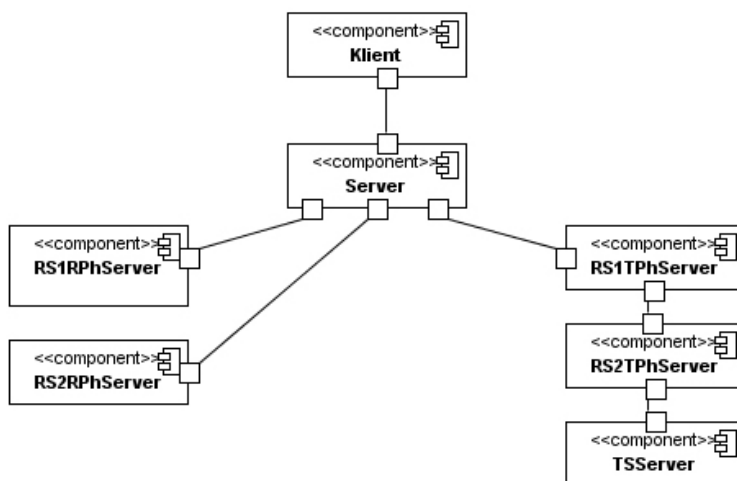 <<component>>
Klient
<<component>>
Server
<<component>>
RS1RPhServer
<<component>>
RS1TPhServer
<<component>>
RS2RPhServer
<<component>>
RS2TPhServer
<<component>>
TSServer